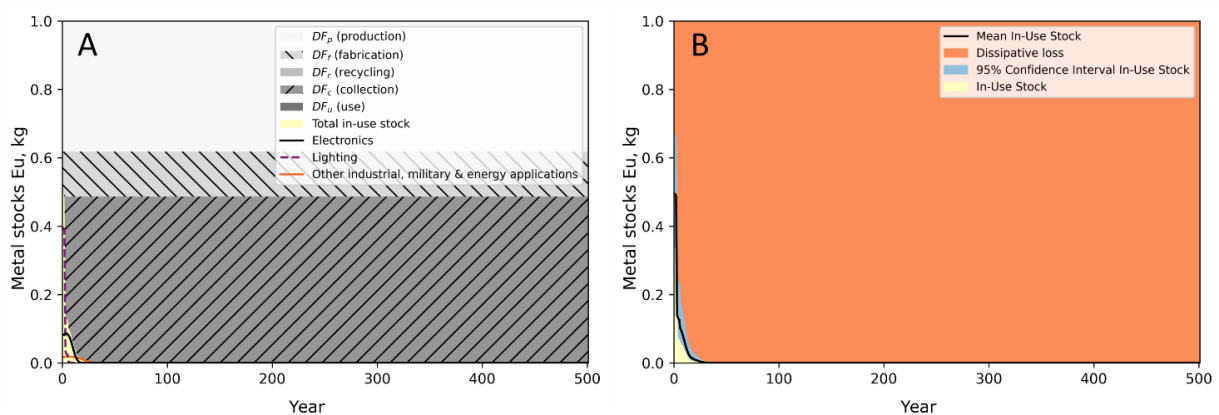 A
Metal stocks Eu, kg
1.0
0.8
0.6
0.4
0.2
0.0
DFp (production)
DFf (fabrication)
DFr (recycling)
DFc (collection)
DFu (use)
Total in-use stock
Electronics
Lighting
Other industrial, military & energy applications
0 100 200 300 400 500
Year
B
Metal stocks Eu, kg
1.0
0.8
0.6
0.4
0.2
0.0
Mean In-Use Stock
Dissipative loss
95% Confidence Interval In-Use Stock
In-Use Stock
0 100 200 300 400 500
Year